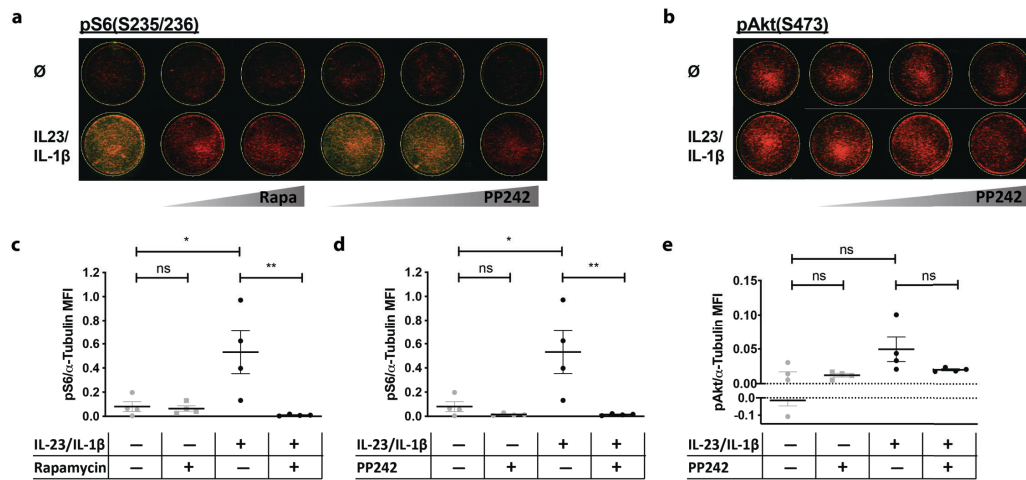 a
pS6(S235/236)
Ø
IL23/
IL-1β
Rapa
PP242
b
pAkt(S473)
Ø
IL23/
IL-1β
PP242
c
*
ns
**
pS6/α-Tubulin MFI
1.2
1.0
0.8
0.6
0.4
0.2
0.0
IL-23/IL-1β — — + +
Rapamycin — + — +
d
*
ns
**
pS6/α-Tubulin MFI
1.2
1.0
0.8
0.6
0.4
0.2
0.0
IL-23/IL-1β — — + +
PP242 — + — +
e
ns
ns
ns
pAkt/α-Tubulin MFI
0.15
0.10
0.05
0.00
0.0
-0.1
IL-23/IL-1β — — + +
PP242 — + — +